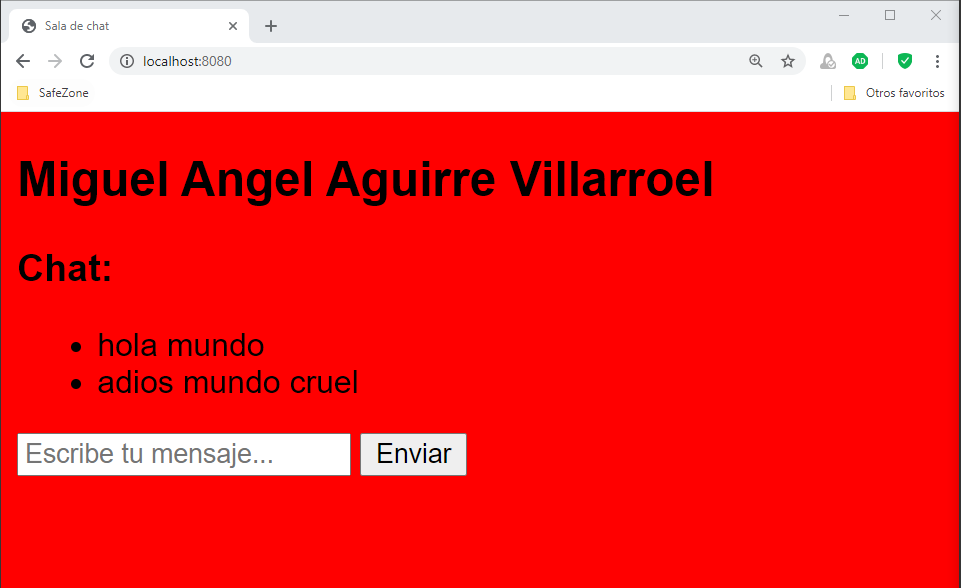 Sala de chat
localhost:8080
AD
SafeZone
Otros favoritos
Miguel Angel Aguirre Villarroel
Chat:
hola mundo
adios mundo cruel
Escribe tu mensaje... Enviar